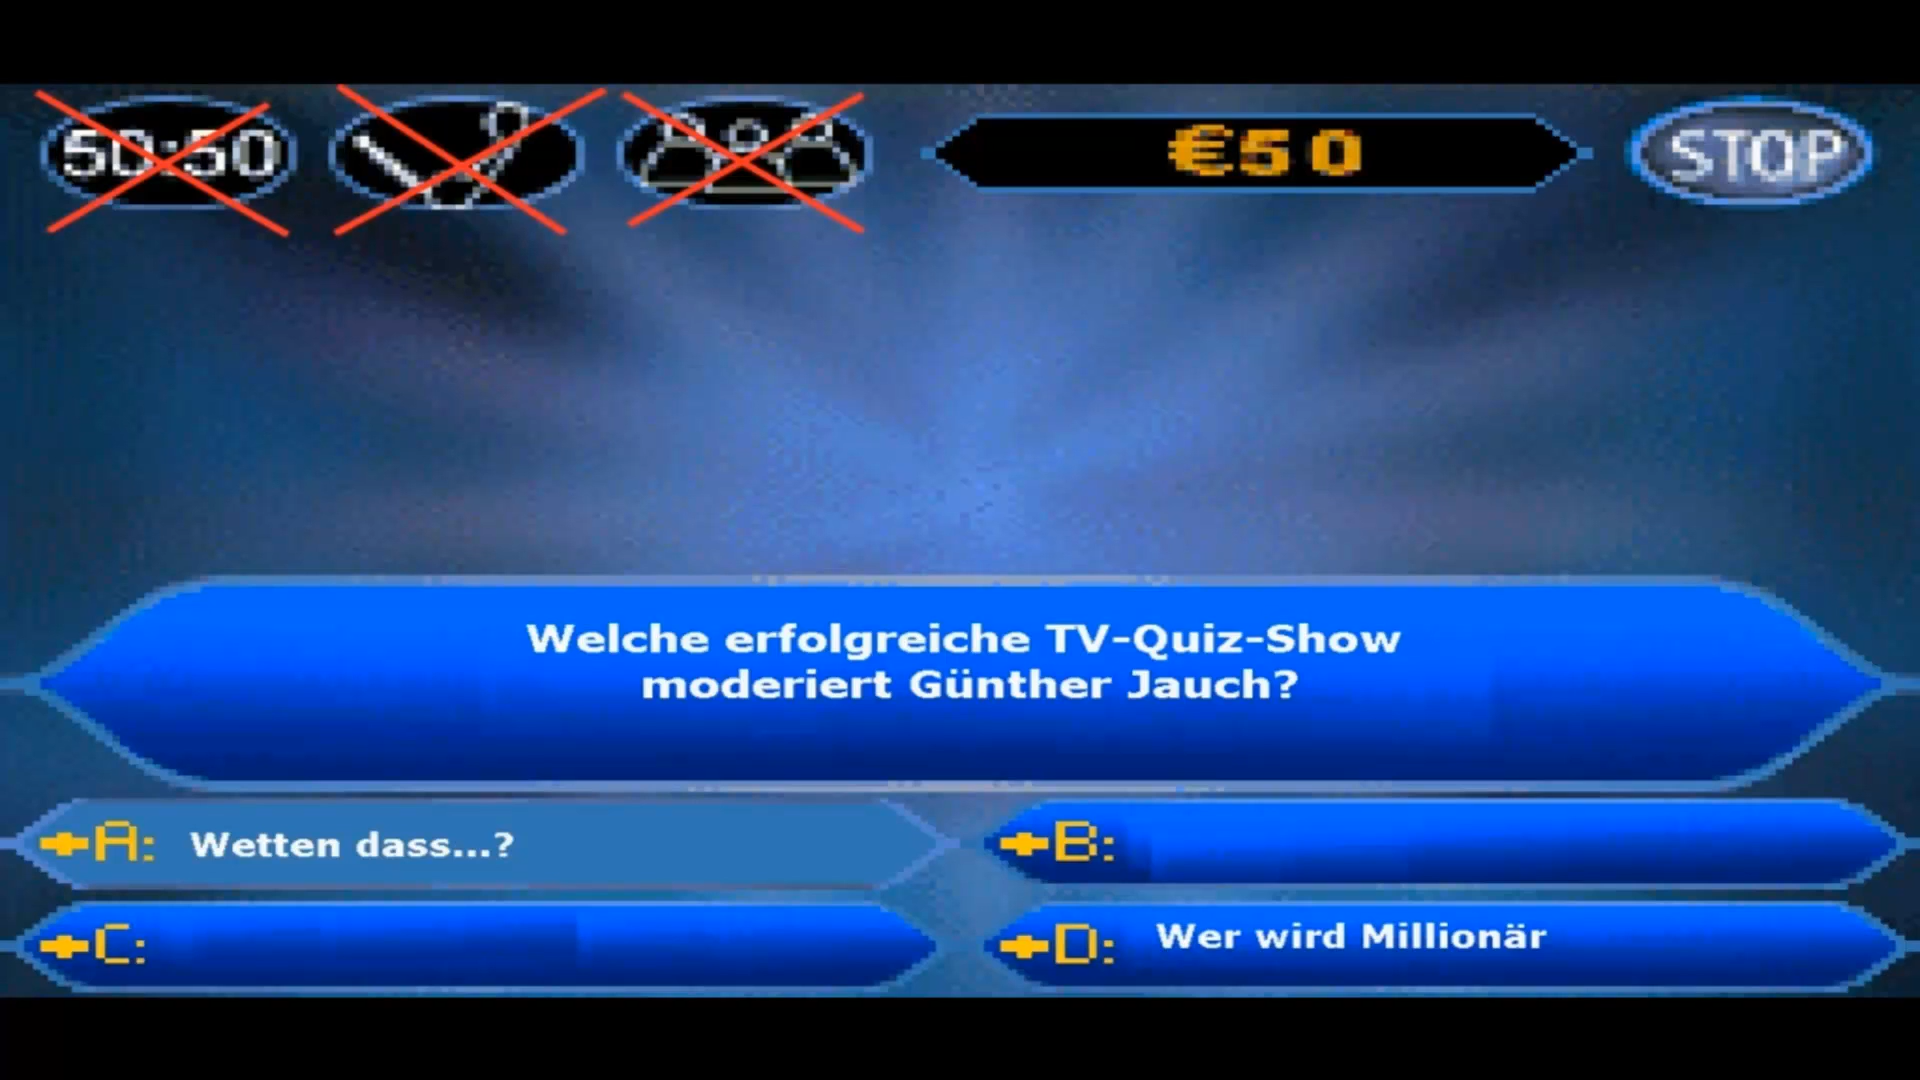 50:50
€50
STOP
Welche erfolgreiche TV-Quiz-Show
moderiert Günther Jauch?
A: Wetten dass...?
B:
C:
D: Wer wird Millionär